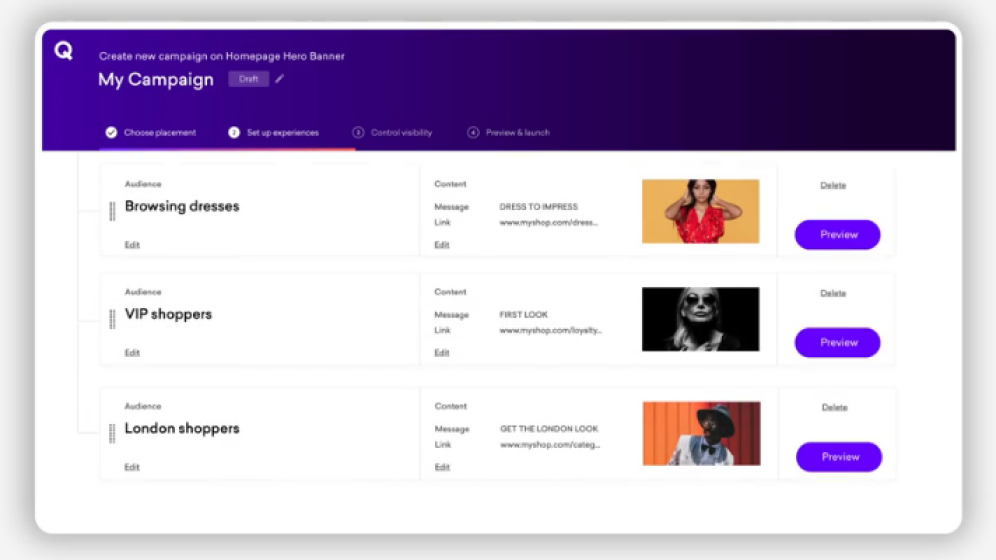 Q
Create new campaign on Homepage Hero Banner
My Campaign Draft
Choose placement 2 Set up experiences 3 Control visibility 4 Preview & launch
Audience
Browsing dresses
Edit
Content
Message DRESS TO IMPRESS
Link www.myshop.com/dress...
Edit
Delete
Preview
Audience
VIP shoppers
Edit
Content
Message FIRST LOOK
Link www.myshop.com/loyalty...
Edit
Delete
Preview
Audience
London shoppers
Edit
Content
Message GET THE LONDON LOOK
Link www.myshop.com/categ...
Edit
Delete
Preview